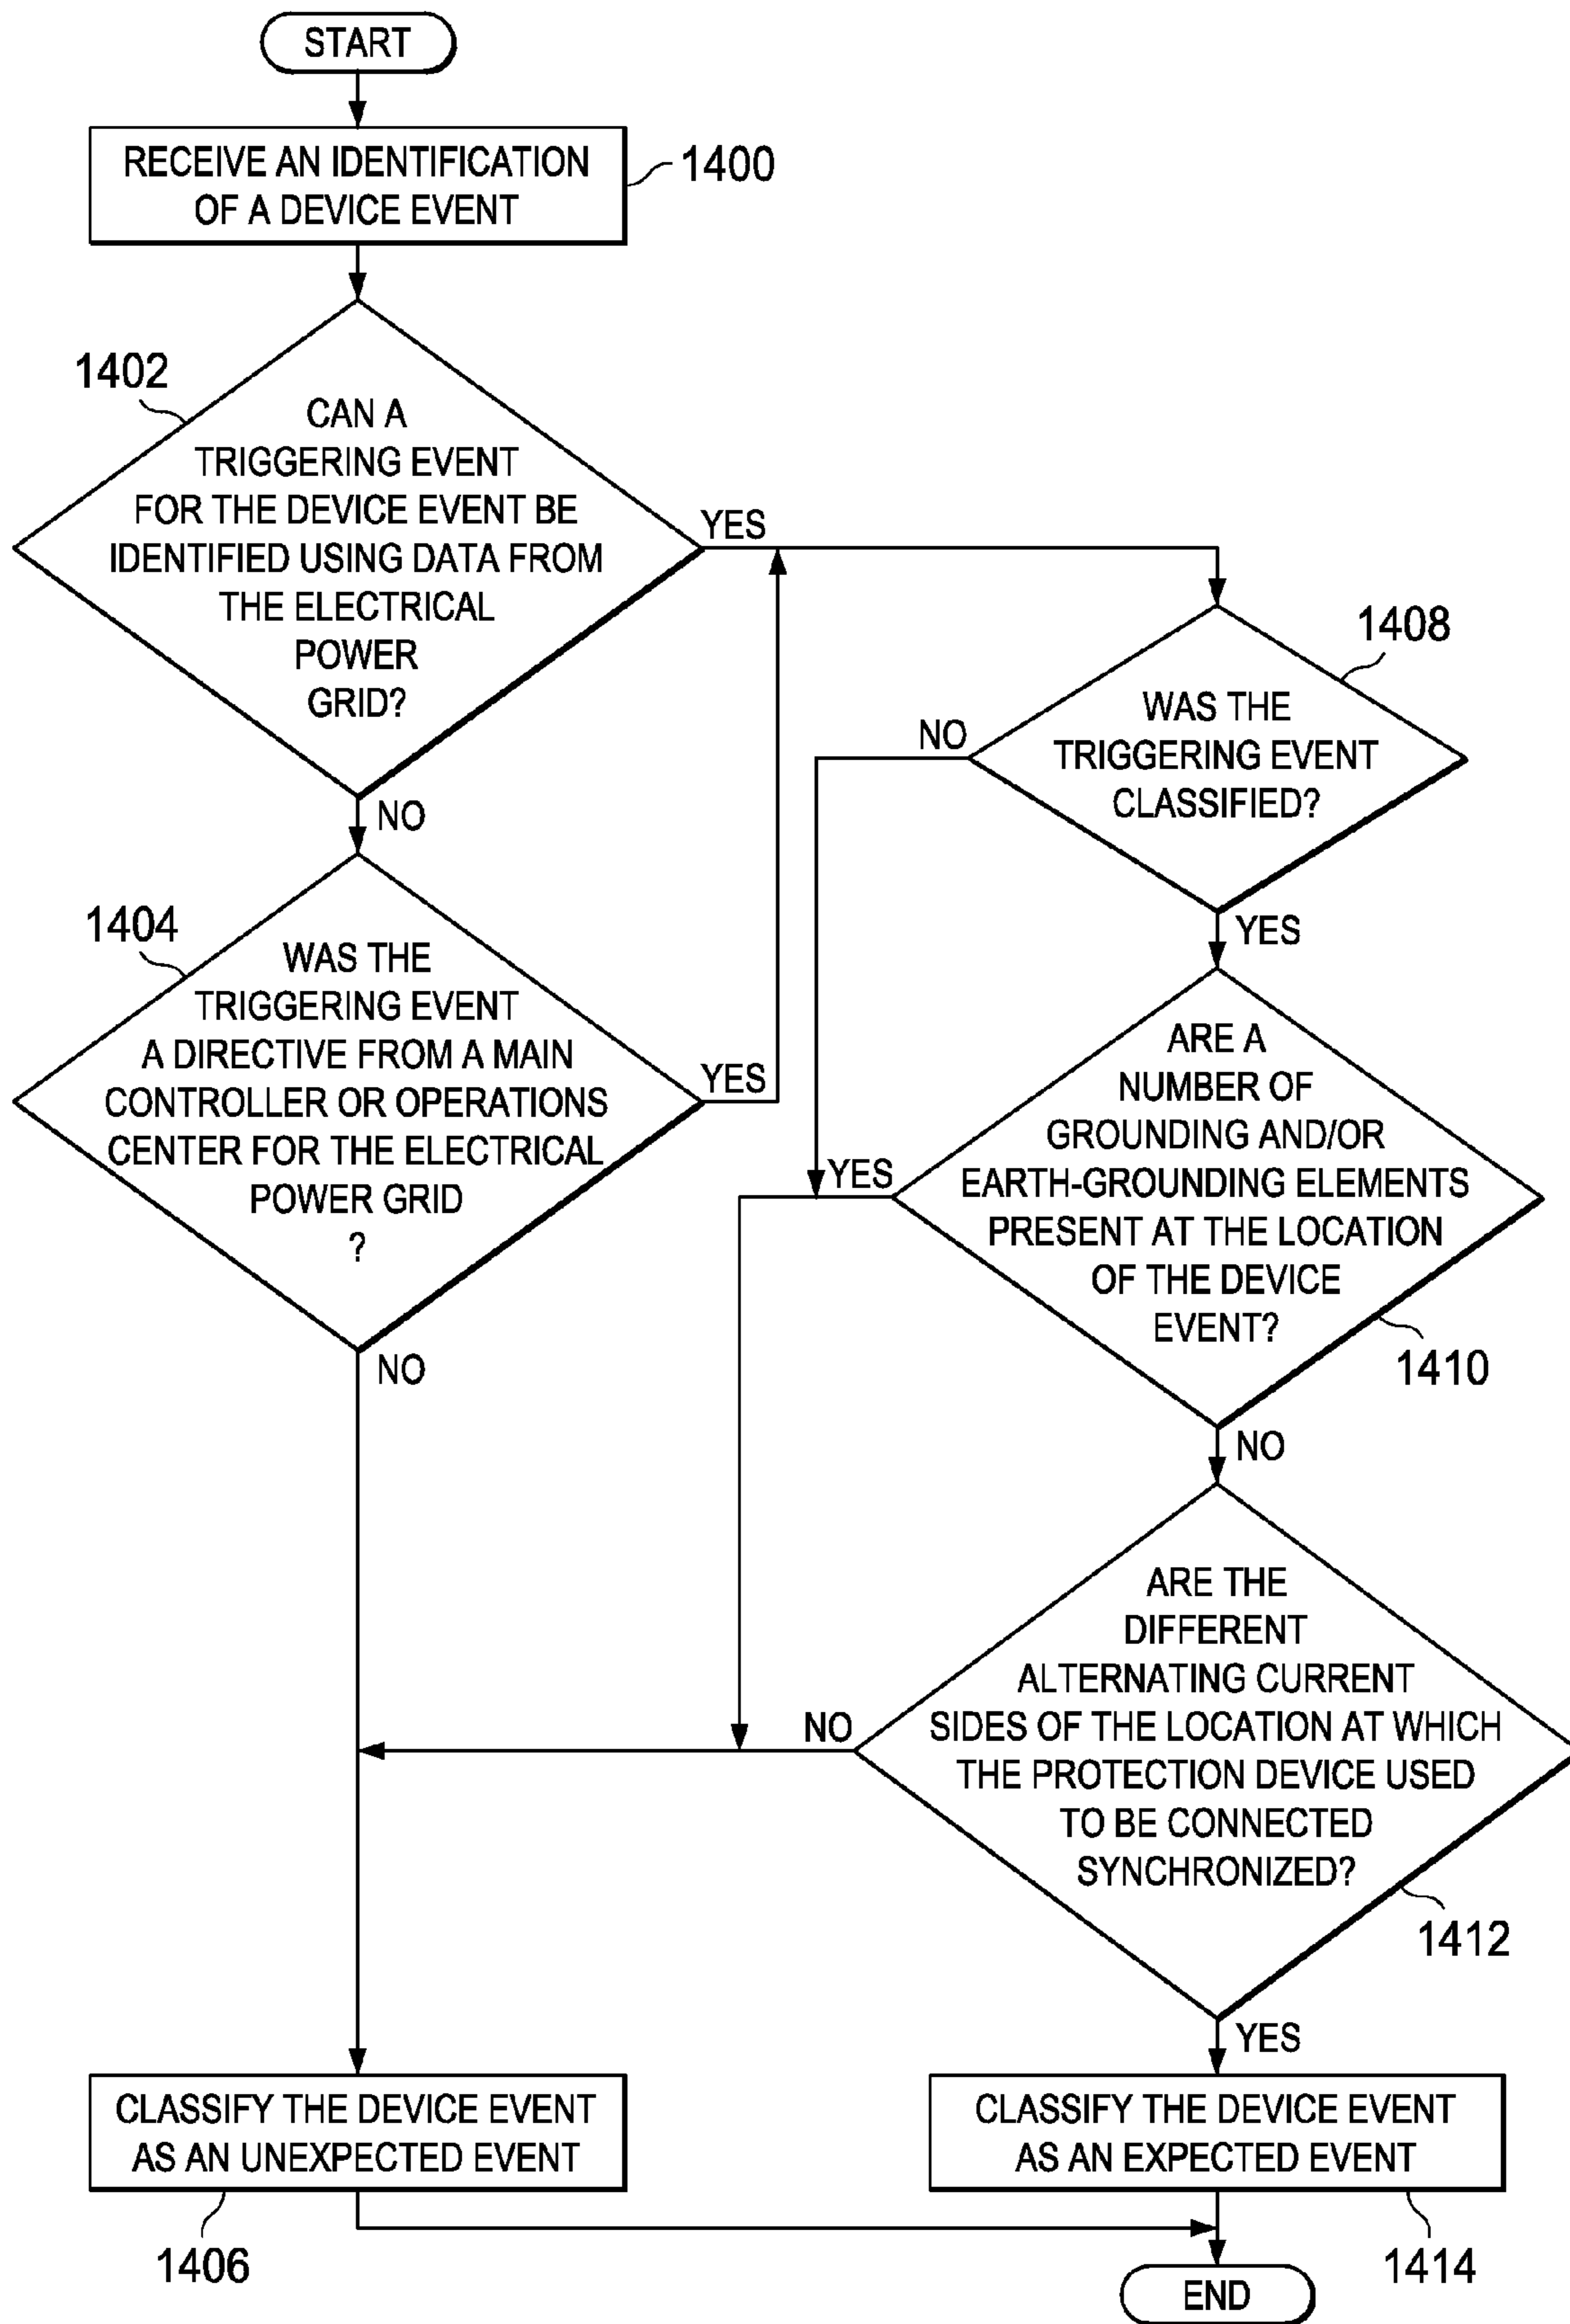 START
RECEIVE AN IDENTIFICATION
OF A DEVICE EVENT
1400
1402
CAN A
TRIGGERING EVENT
FOR THE DEVICE EVENT BE
IDENTIFIED USING DATA FROM
THE ELECTRICAL
POWER
GRID?
YES
NO
1404
WAS THE
TRIGGERING EVENT
A DIRECTIVE FROM A MAIN
CONTROLLER OR OPERATIONS
CENTER FOR THE ELECTRICAL
POWER GRID
?
YES
NO
1408
WAS THE
TRIGGERING EVENT
CLASSIFIED?
NO
YES
ARE A
NUMBER OF
GROUNDING AND/OR
EARTH-GROUNDING ELEMENTS
PRESENT AT THE LOCATION
OF THE DEVICE
EVENT?
YES
1410
NO
ARE THE
DIFFERENT
ALTERNATING CURRENT
SIDES OF THE LOCATION AT WHICH
THE PROTECTION DEVICE USED
TO BE CONNECTED
SYNCHRONIZED?
NO
1412
YES
CLASSIFY THE DEVICE EVENT
AS AN UNEXPECTED EVENT
1406
CLASSIFY THE DEVICE EVENT
AS AN EXPECTED EVENT
1414
END